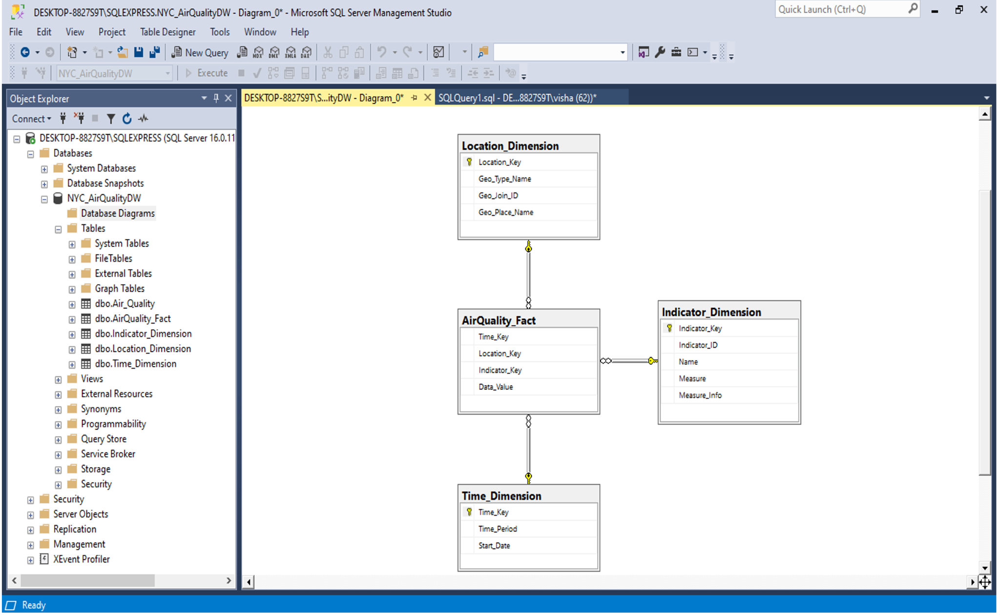 DESKTOP-8827S9T\SQLEXPRESS.NYC_AirQualityDW - Diagram_0* - Microsoft SQL Server Management Studio
Quick Launch (Ctrl+Q)
File Edit View Project Table Designer Tools Window Help
New Query MDX DMX XMLA DAX
NYC_AirQualityDW Execute
Object Explorer
DESKTOP-8827S9T\S...ityDW - Diagram_0* SQLQuery1.sql - DE...8827S9T\visha (62))*
Connect
DESKTOP-8827S9T\SQLEXPRESS (SQL Server 16.0.11
Databases
System Databases
Database Snapshots
NYC_AirQualityDW
Database Diagrams
Tables
System Tables
FileTables
External Tables
Graph Tables
dbo.Air_Quality
dbo.AirQuality_Fact
dbo.Indicator_Dimension
dbo.Location_Dimension
dbo.Time_Dimension
Views
External Resources
Synonyms
Programmability
Query Store
Service Broker
Storage
Security
Security
Server Objects
Replication
Management
XEvent Profiler
Location_Dimension
Location_Key
Geo_Type_Name
Geo_Join_ID
Geo_Place_Name
AirQuality_Fact
Time_Key
Location_Key
Indicator_Key
Data_Value
Indicator_Dimension
Indicator_Key
Indicator_ID
Name
Measure
Measure_Info
Time_Dimension
Time_Key
Time_Period
Start_Date
Ready